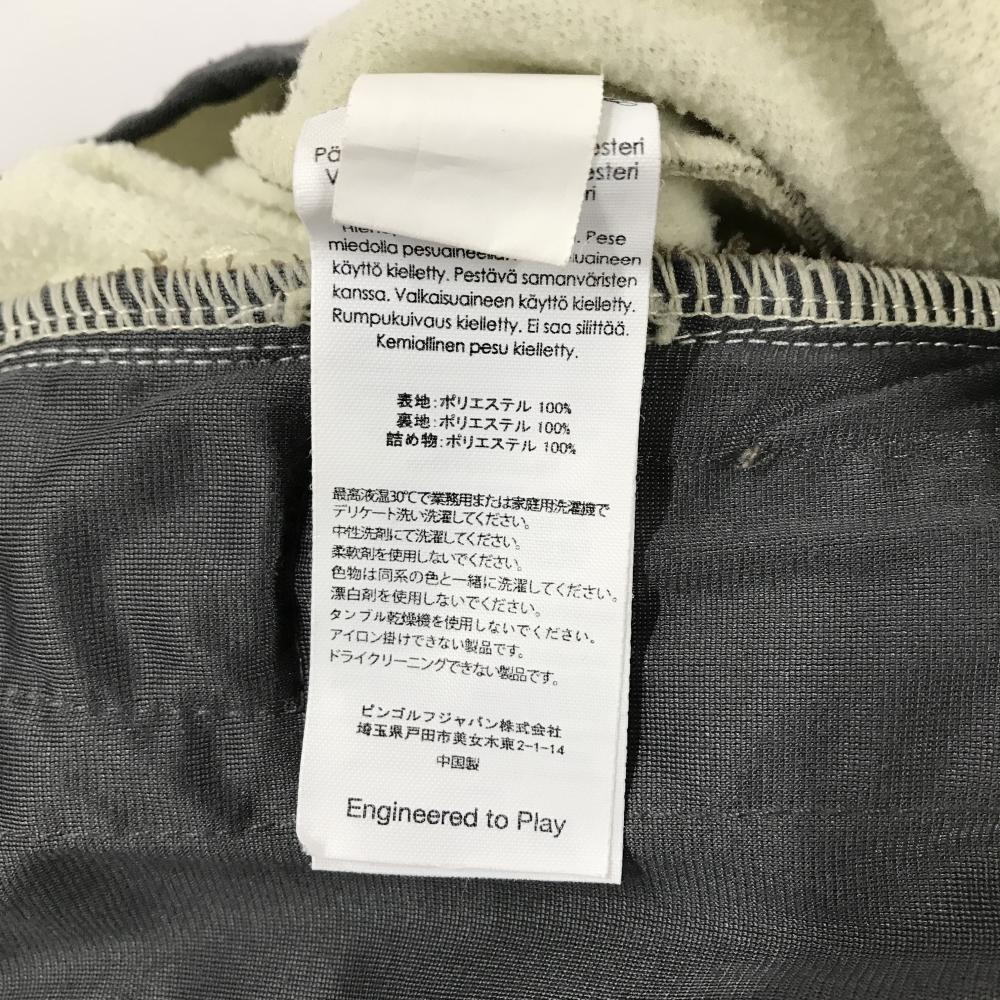 esteri
esteri
Pese
miedolla pesuaineella
käyttö kielletty. Pestävä samanväristen
kanssa. Valkaisuaineen käyttö kielletty.
Rumpukuivaus kielletty. Ei saa silittää.
Kemiallinen pesu kielletty.
表地:ポリエステル 100%
裏地:ポリエステル 100%
詰め物:ポリエステル 100%
最高液温30℃で業務用または家庭用洗濯機で
デリケート洗い洗濯してください。
中性洗剤にて洗濯してください。
柔軟剤を使用しないでください。
色物は同系の色と一緒に洗濯してください。
漂白剤を使用しないでください。
タンブル乾燥機を使用しないでください。
アイロン掛けできない製品です。
ドライクリーニングできない製品です。
ピンゴルフジャパン株式会社
埼玉県戸田市美女木東2-1-14
中国製
Engineered to Play